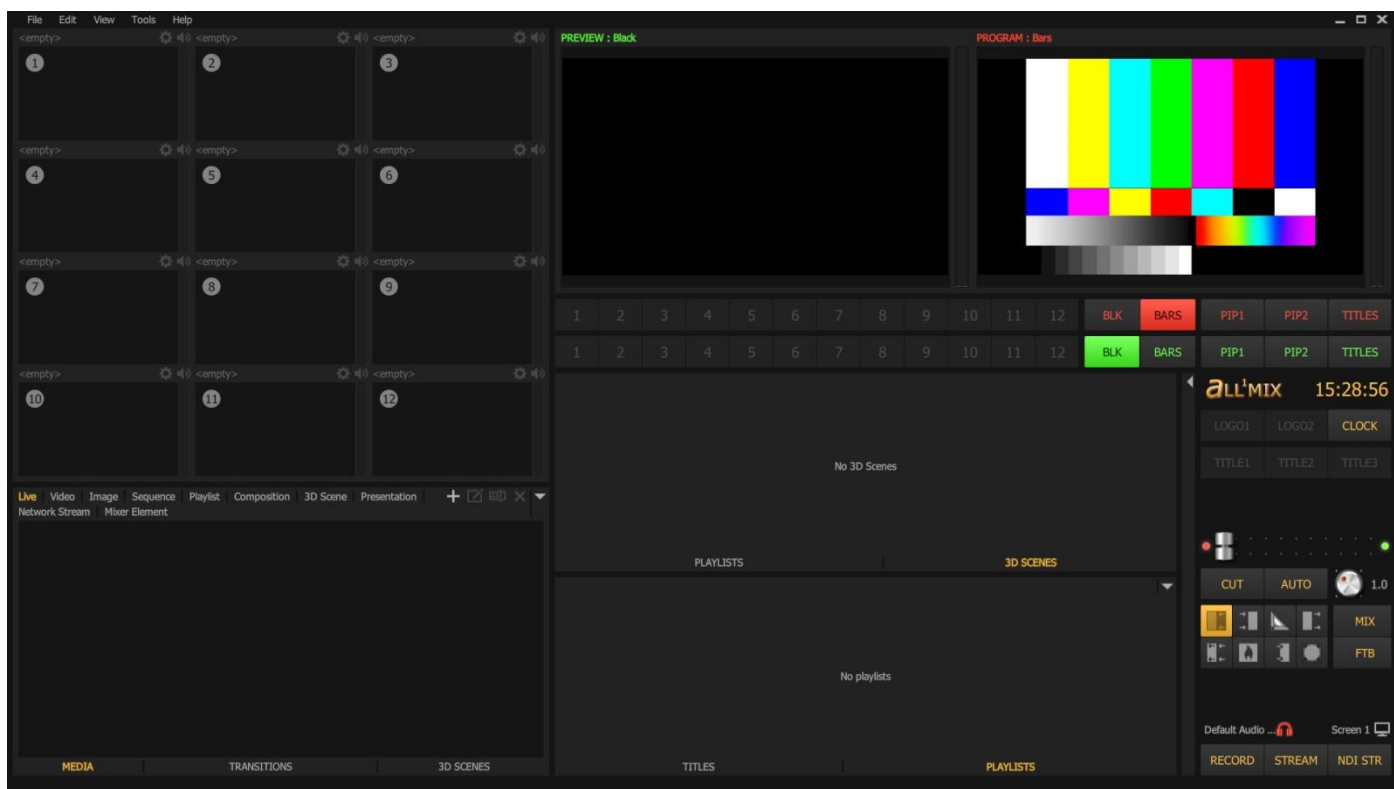 File Edit View Tools Help
<empty> <empty> <empty>
1 2 3
<empty> <empty> <empty>
4 5 6
<empty> <empty> <empty>
7 8 9
<empty> <empty> <empty>
10 11 12
Live Video Image Sequence Playlist Composition 3D Scene Presentation
Network Stream Mixer Element
MEDIA TRANSITIONS 3D SCENES
PREVIEW : Black PROGRAM : Bars
1 2 3 4 5 6 7 8 9 10 11 12 BLK BARS PIP1 PIP2 TITLES
1 2 3 4 5 6 7 8 9 10 11 12 BLK BARS PIP1 PIP2 TITLES
No 3D Scenes
PLAYLISTS 3D SCENES
No playlists
TITLES PLAYLISTS
aLL'MIX 15:28:56
LOGO1 LOGO2 CLOCK
TITLE1 TITLE2 TITLE3
CUT AUTO 1.0
MIX
FTB
Default Audio ... Screen 1
RECORD STREAM NDI STR